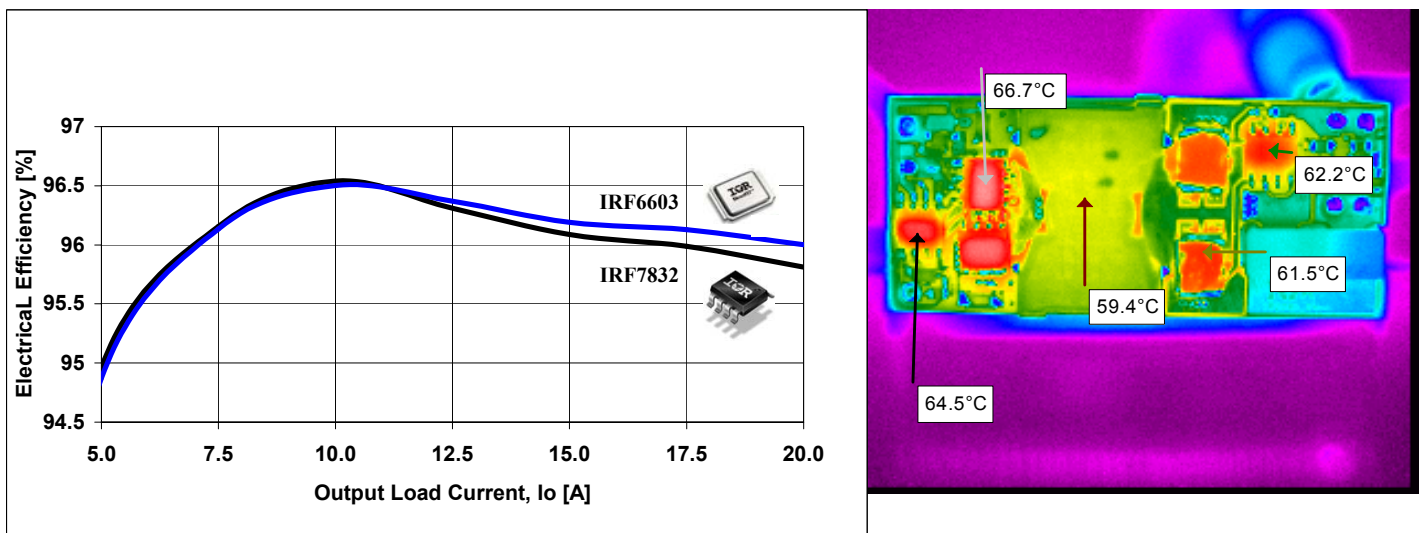 97
96.5
96
95.5
95
94.5
Electrical Efficiency [%]
5.0 7.5 10.0 12.5 15.0 17.5 20.0
Output Load Current, Io [A]
IRF6603
IRF7832
IOR
IOR
66.7°C
62.2°C
61.5°C
59.4°C
64.5°C